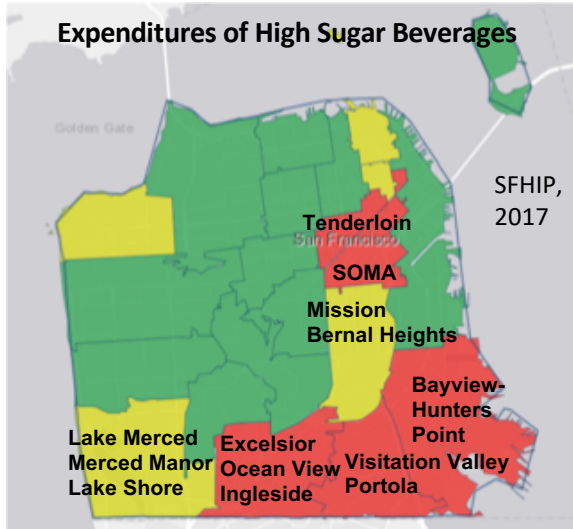 Expenditures of High Sugar Beverages
Golden Gate
SFHIP,
2017
Tenderloin
San Francisco
SOMA
Mission
Bernal Heights
Bayview-
Hunters
Point
Lake Merced
Merced Manor
Lake Shore
Excelsior
Ocean View
Ingleside
Visitation Valley
Portola